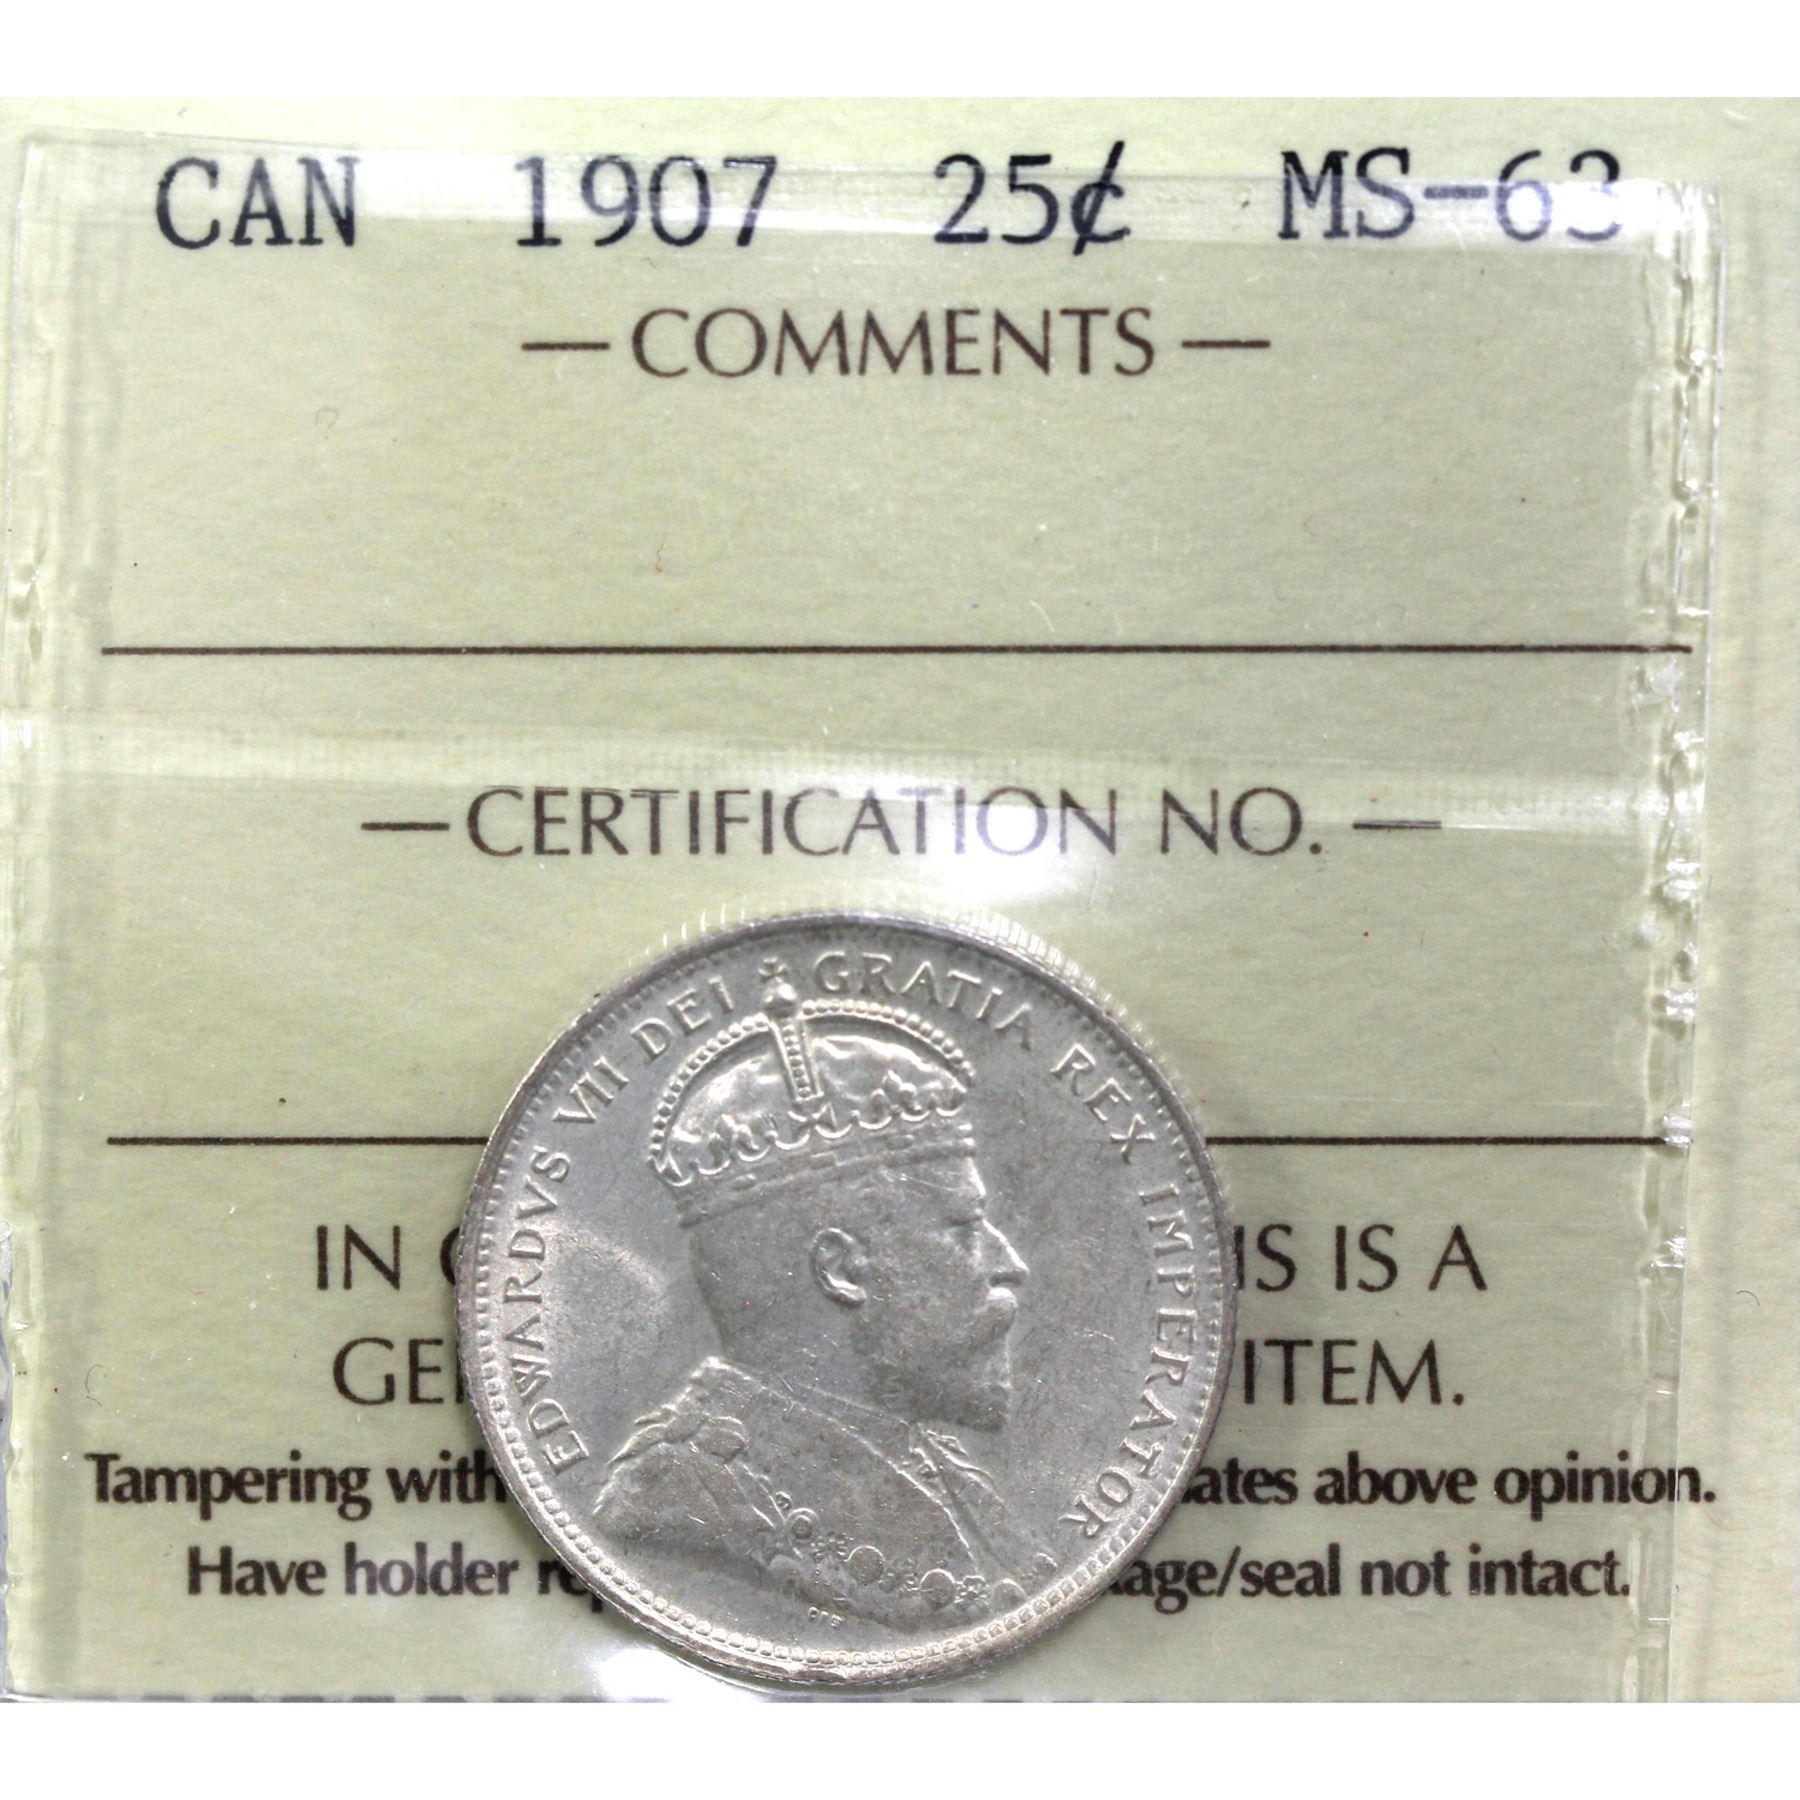 CAN 1907 25¢ MS-63
— COMMENTS —
— CERTIFICATION NO. —
EDWARDVS VII DEI GRATIA REX IMPERATOR
IN IS IS A
GE ITEM.
Tampering with ates above opinion.
Have holder re age/seal not intact.